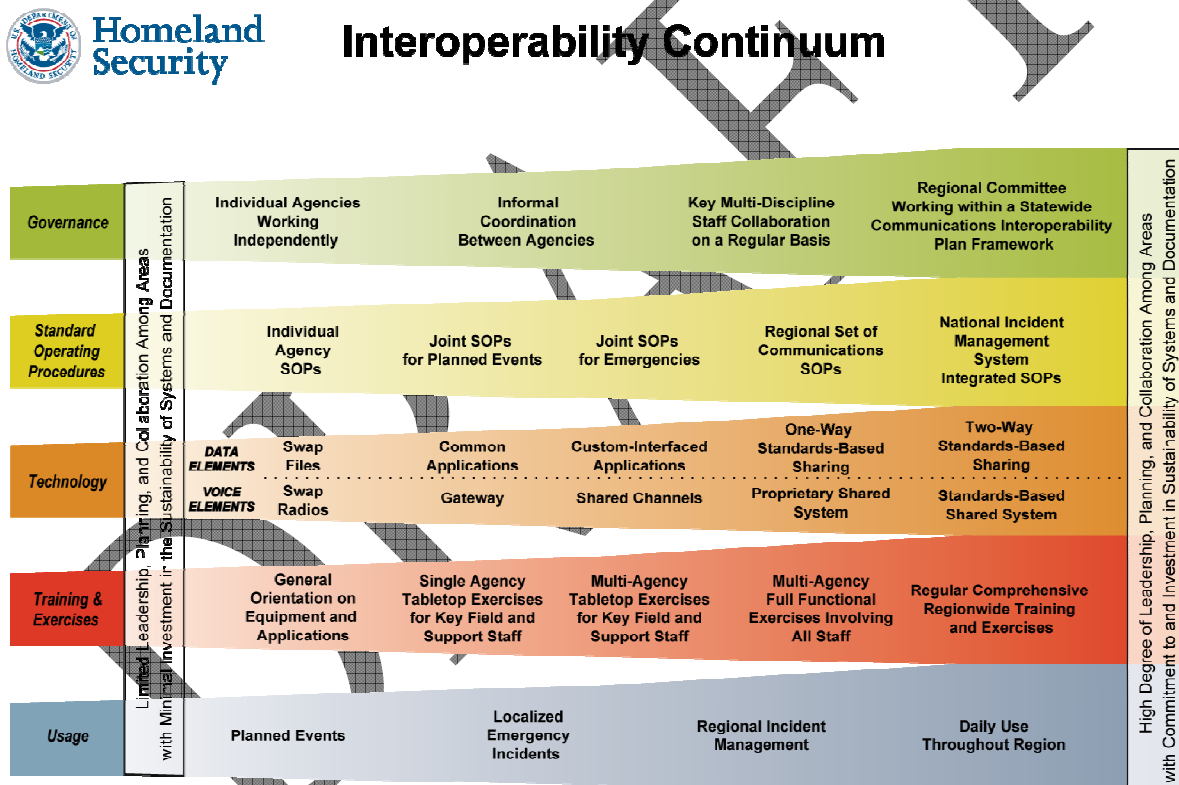 U.S. DEPARTMENT OF
HOMELAND SECURITY
Homeland
Security
Interoperability Continuum
Limited Leadership, Planning, and Collaboration Among Areas
with Minimal Investment in the Sustainability of Systems and Documentation
Governance
Individual Agencies
Working
Independently
Informal
Coordination
Between Agencies
Key Multi-Discipline
Staff Collaboration
on a Regular Basis
Regional Committee
Working within a Statewide
Communications Interoperability
Plan Framework
Standard
Operating
Procedures
Individual
Agency
SOPs
Joint SOPs
for Planned Events
Joint SOPs
for Emergencies
Regional Set of
Communications
SOPs
National Incident
Management
System
Integrated SOPs
Technology
DATA
ELEMENTS
Swap
Files
Common
Applications
Custom-Interfaced
Applications
One-Way
Standards-Based
Sharing
Two-Way
Standards-Based
Sharing
VOICE
ELEMENTS
Swap
Radios
Gateway
Shared Channels
Proprietary Shared
System
Standards-Based
Shared System
Training &
Exercises
General
Orientation on
Equipment and
Applications
Single Agency
Tabletop Exercises
for Key Field and
Support Staff
Multi-Agency
Tabletop Exercises
for Key Field and
Support Staff
Multi-Agency
Full Functional
Exercises Involving
All Staff
Regular Comprehensive
Regionwide Training
and Exercises
Usage
Planned Events
Localized
Emergency
Incidents
Regional Incident
Management
Daily Use
Throughout Region
High Degree of Leadership, Planning, and Collaboration Among Areas
with Commitment to and Investment in Sustainability of Systems and Documentation